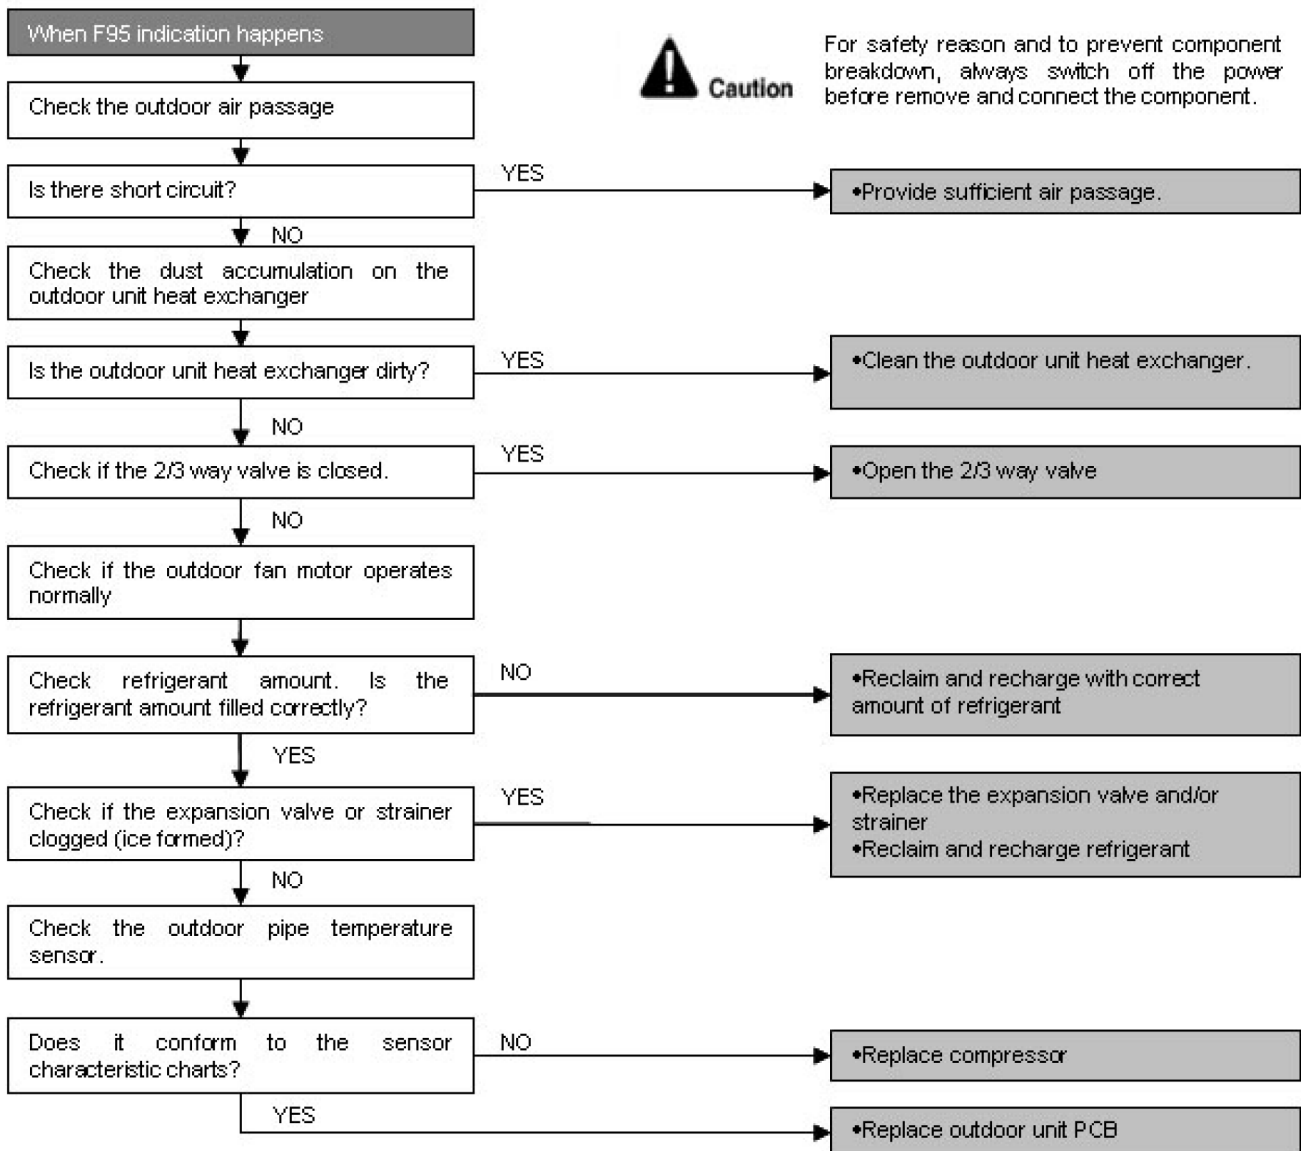 When F95 indication happens
Caution
For safety reason and to prevent component
breakdown, always switch off the power
before remove and connect the component.
Check the outdoor air passage
Is there short circuit?
YES
•Provide sufficient air passage.
NO
Check the dust accumulation on the
outdoor unit heat exchanger
Is the outdoor unit heat exchanger dirty?
YES
•Clean the outdoor unit heat exchanger.
NO
Check if the 2/3 way valve is closed.
YES
•Open the 2/3 way valve
NO
Check if the outdoor fan motor operates
normally
Check refrigerant amount. Is the
refrigerant amount filled correctly?
NO
•Reclaim and recharge with correct
amount of refrigerant
YES
Check if the expansion valve or strainer
clogged (ice formed)?
YES
•Replace the expansion valve and/or
strainer
•Reclaim and recharge refrigerant
NO
Check the outdoor pipe temperature
sensor.
Does it conform to the sensor
characteristic charts?
NO
•Replace compressor
YES
•Replace outdoor unit PCB